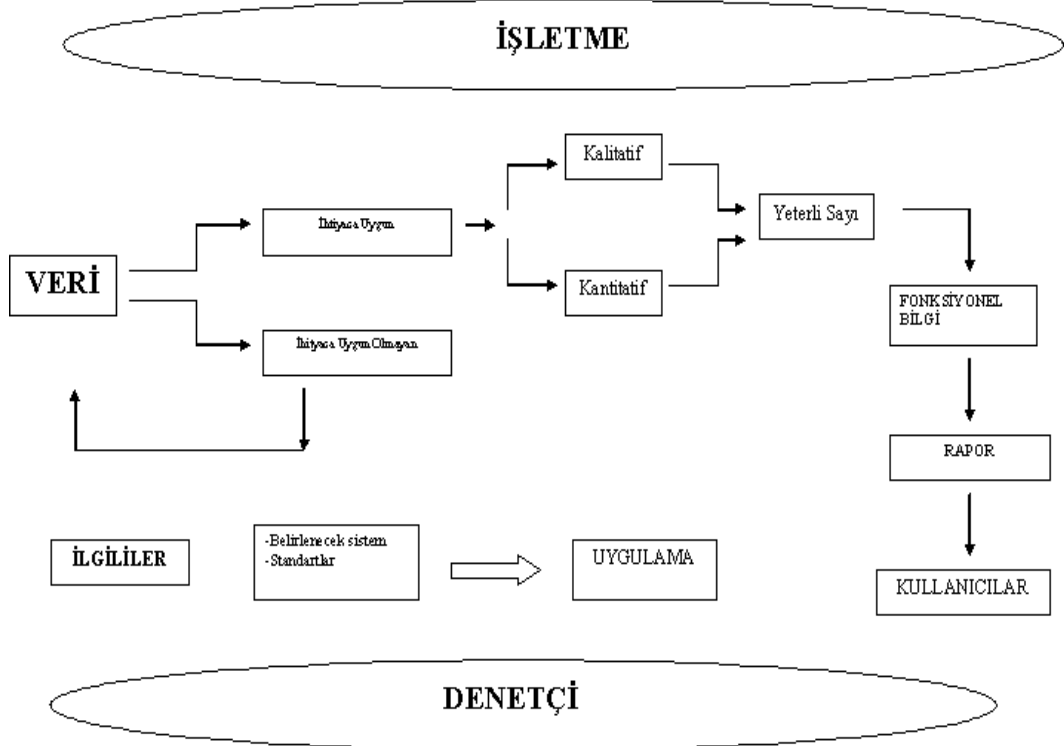 İŞLETME
Kalitatif
Yeterli Sayı
İhtiyaca Uygun
VERİ
Kantitatif
FONKSİYONEL
BİLGİ
İhtiyaca Uygun Olmayan
RAPOR
İLGİLİLER
-Belirlenecek sistem
-Standartlar
UYGULAMA
KULLANICILAR
DENETÇİ